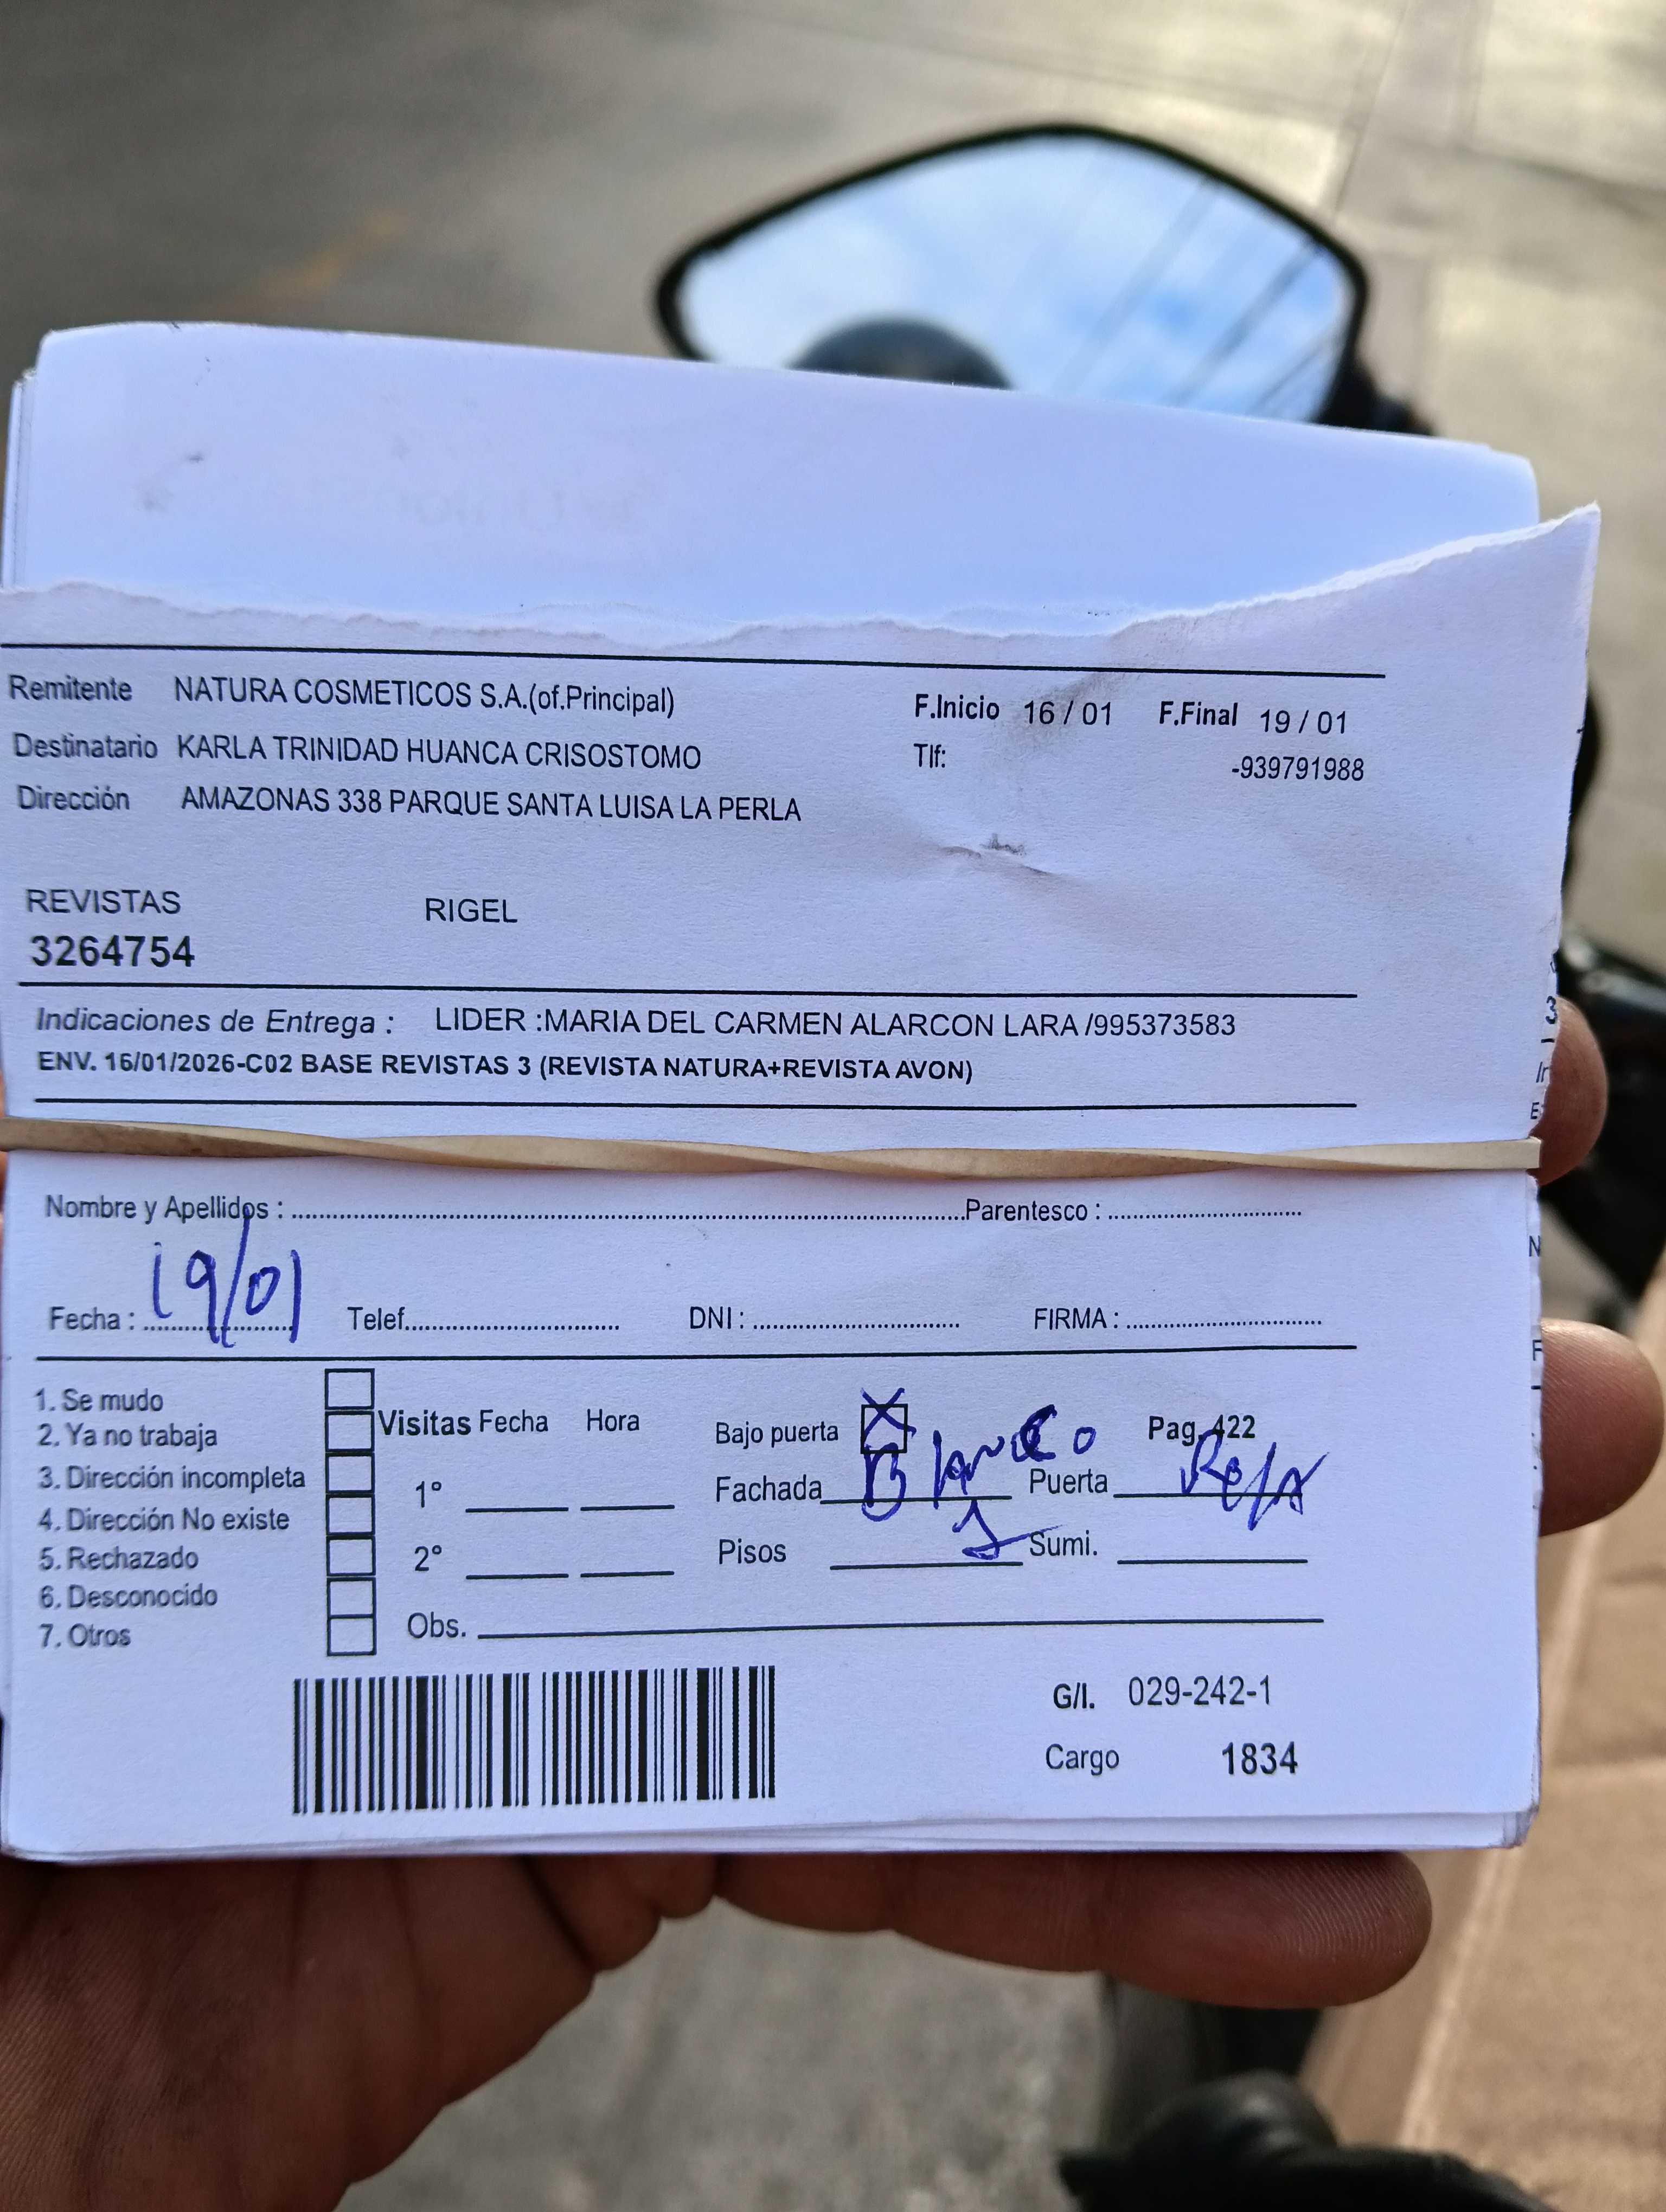 Remitente NATURA COSMETICOS S.A.(of.Principal) F.Inicio 16 / 01 F.Final 19 / 01
Destinatario KARLA TRINIDAD HUANCA CRISOSTOMO Tlf: -939791988
Dirección AMAZONAS 338 PARQUE SANTA LUISA LA PERLA
REVISTAS RIGEL
3264754
Indicaciones de Entrega : LIDER :MARIA DEL CARMEN ALARCON LARA /995373583
ENV. 16/01/2026-C02 BASE REVISTAS 3 (REVISTA NATURA+REVISTA AVON)
Nombre y Apellidos : Parentesco :
Fecha : 19/01 Telef. DNI : FIRMA :
1. Se mudo
2. Ya no trabaja
3. Dirección incompleta
4. Dirección No existe
5. Rechazado
6. Desconocido
7. Otros
Visitas Fecha Hora
1°
2°
Bajo puerta X Pag. 422
Fachada Blanco Puerta Reja
Pisos 1 Sumi.
Obs.
G/I. 029-242-1
Cargo 1834